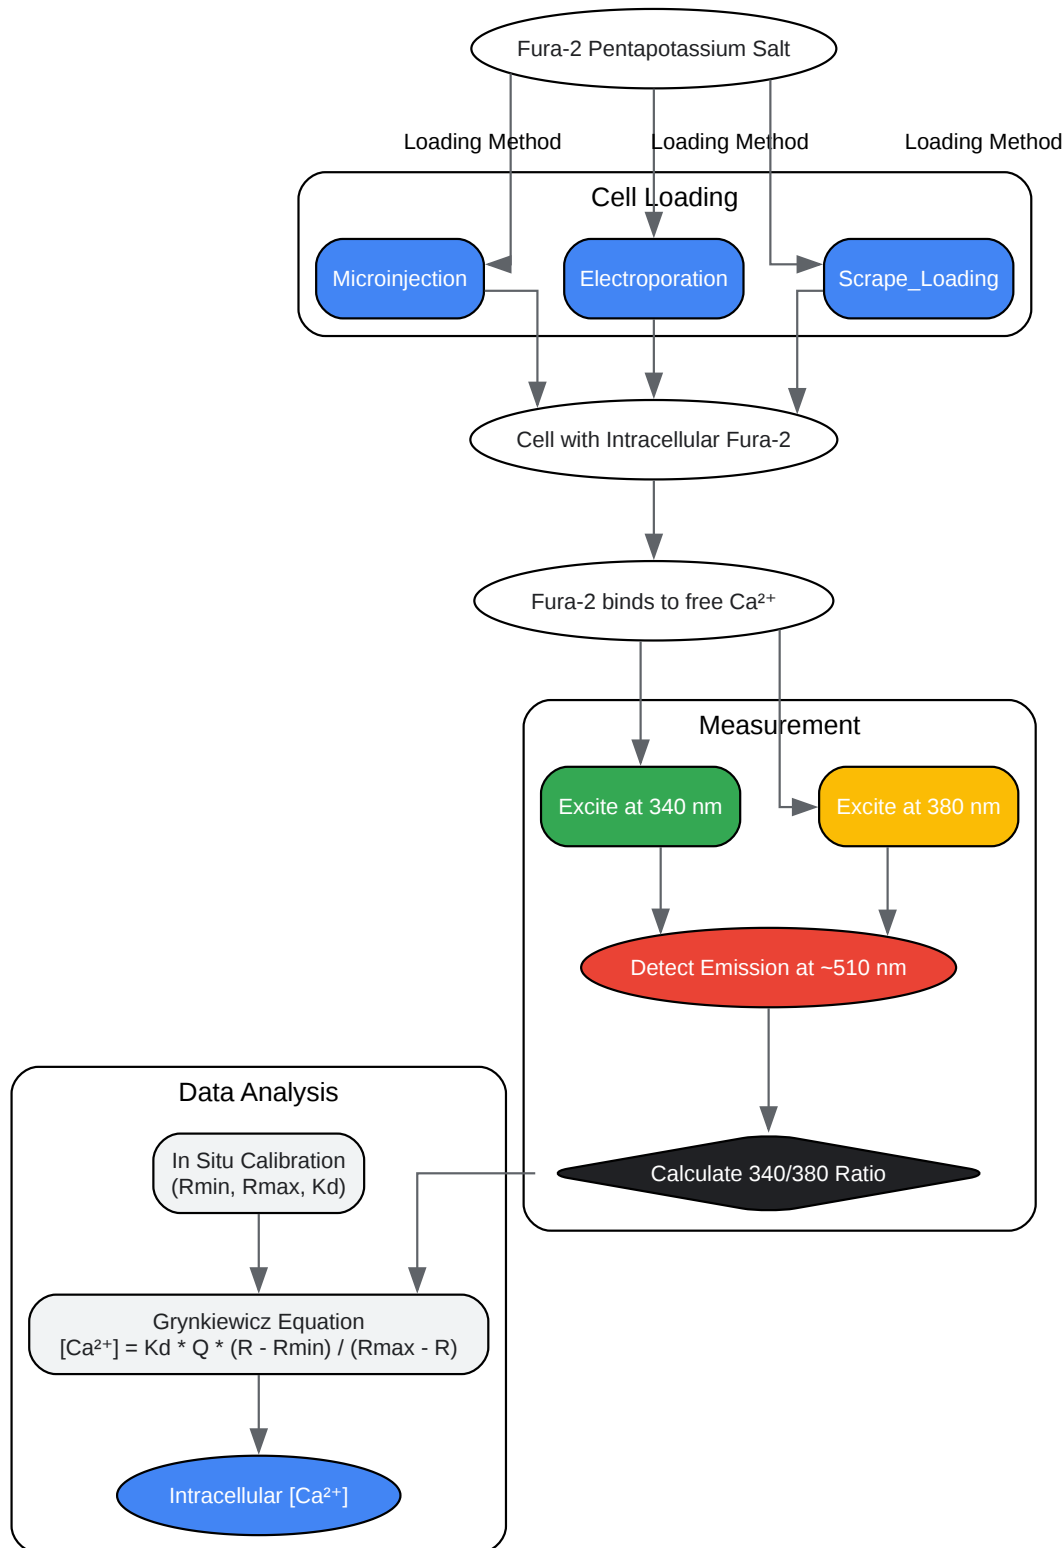 Fura-2 Pentapotassium Salt
Loading Method
Loading Method
Loading Method
Cell Loading
Microinjection
Electroporation
Scrape_Loading
Cell with Intracellular Fura-2
Fura-2 binds to free Ca²⁺
Measurement
Excite at 340 nm
Excite at 380 nm
Detect Emission at ~510 nm
Calculate 340/380 Ratio
Data Analysis
In Situ Calibration
(Rmin, Rmax, Kd)
Grynkiewicz Equation
[Ca²⁺] = Kd * Q * (R - Rmin) / (Rmax - R)
Intracellular [Ca²⁺]